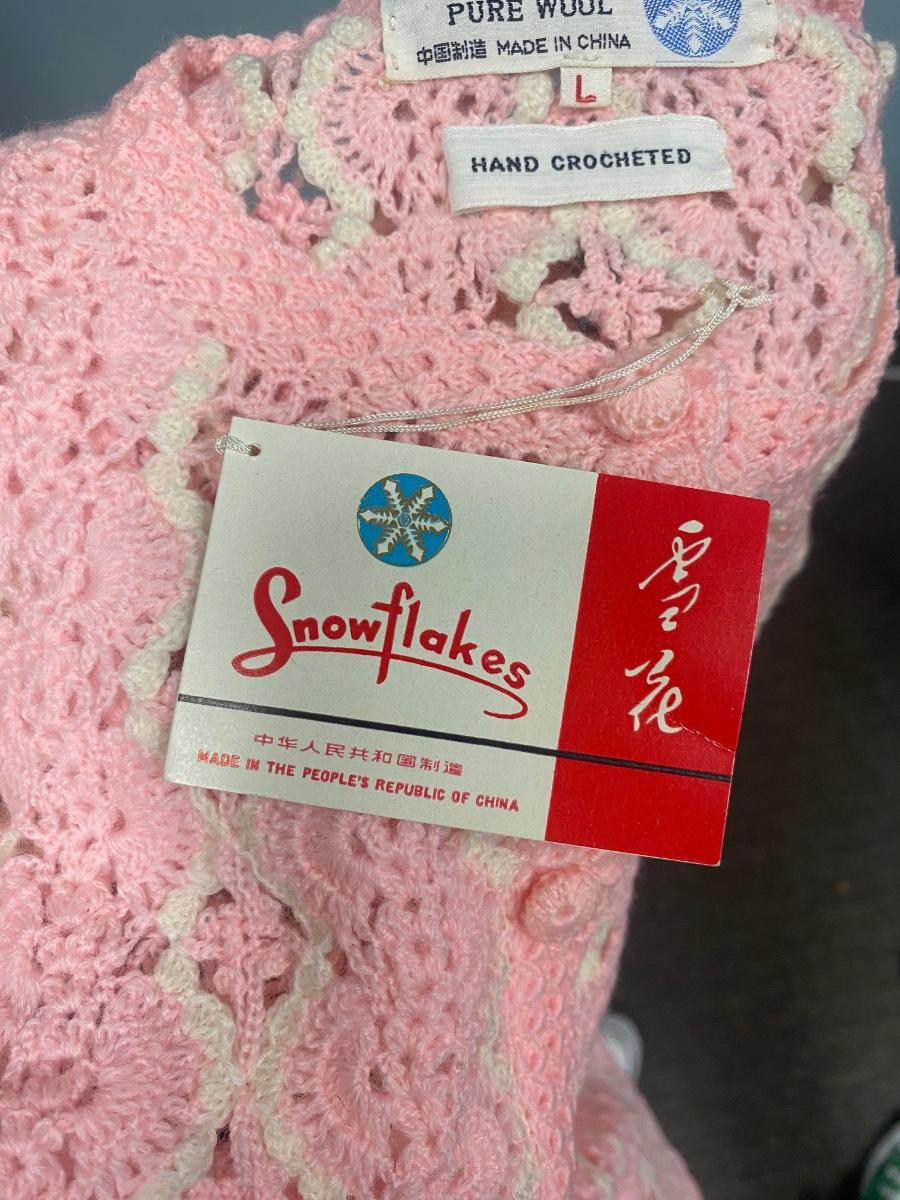 PURE WOOL
中国制造 MADE IN CHINA
L
HAND CROCHETED
Snowflakes
雪花
中华人民共和国制造
MADE IN THE PEOPLE'S REPUBLIC OF CHINA